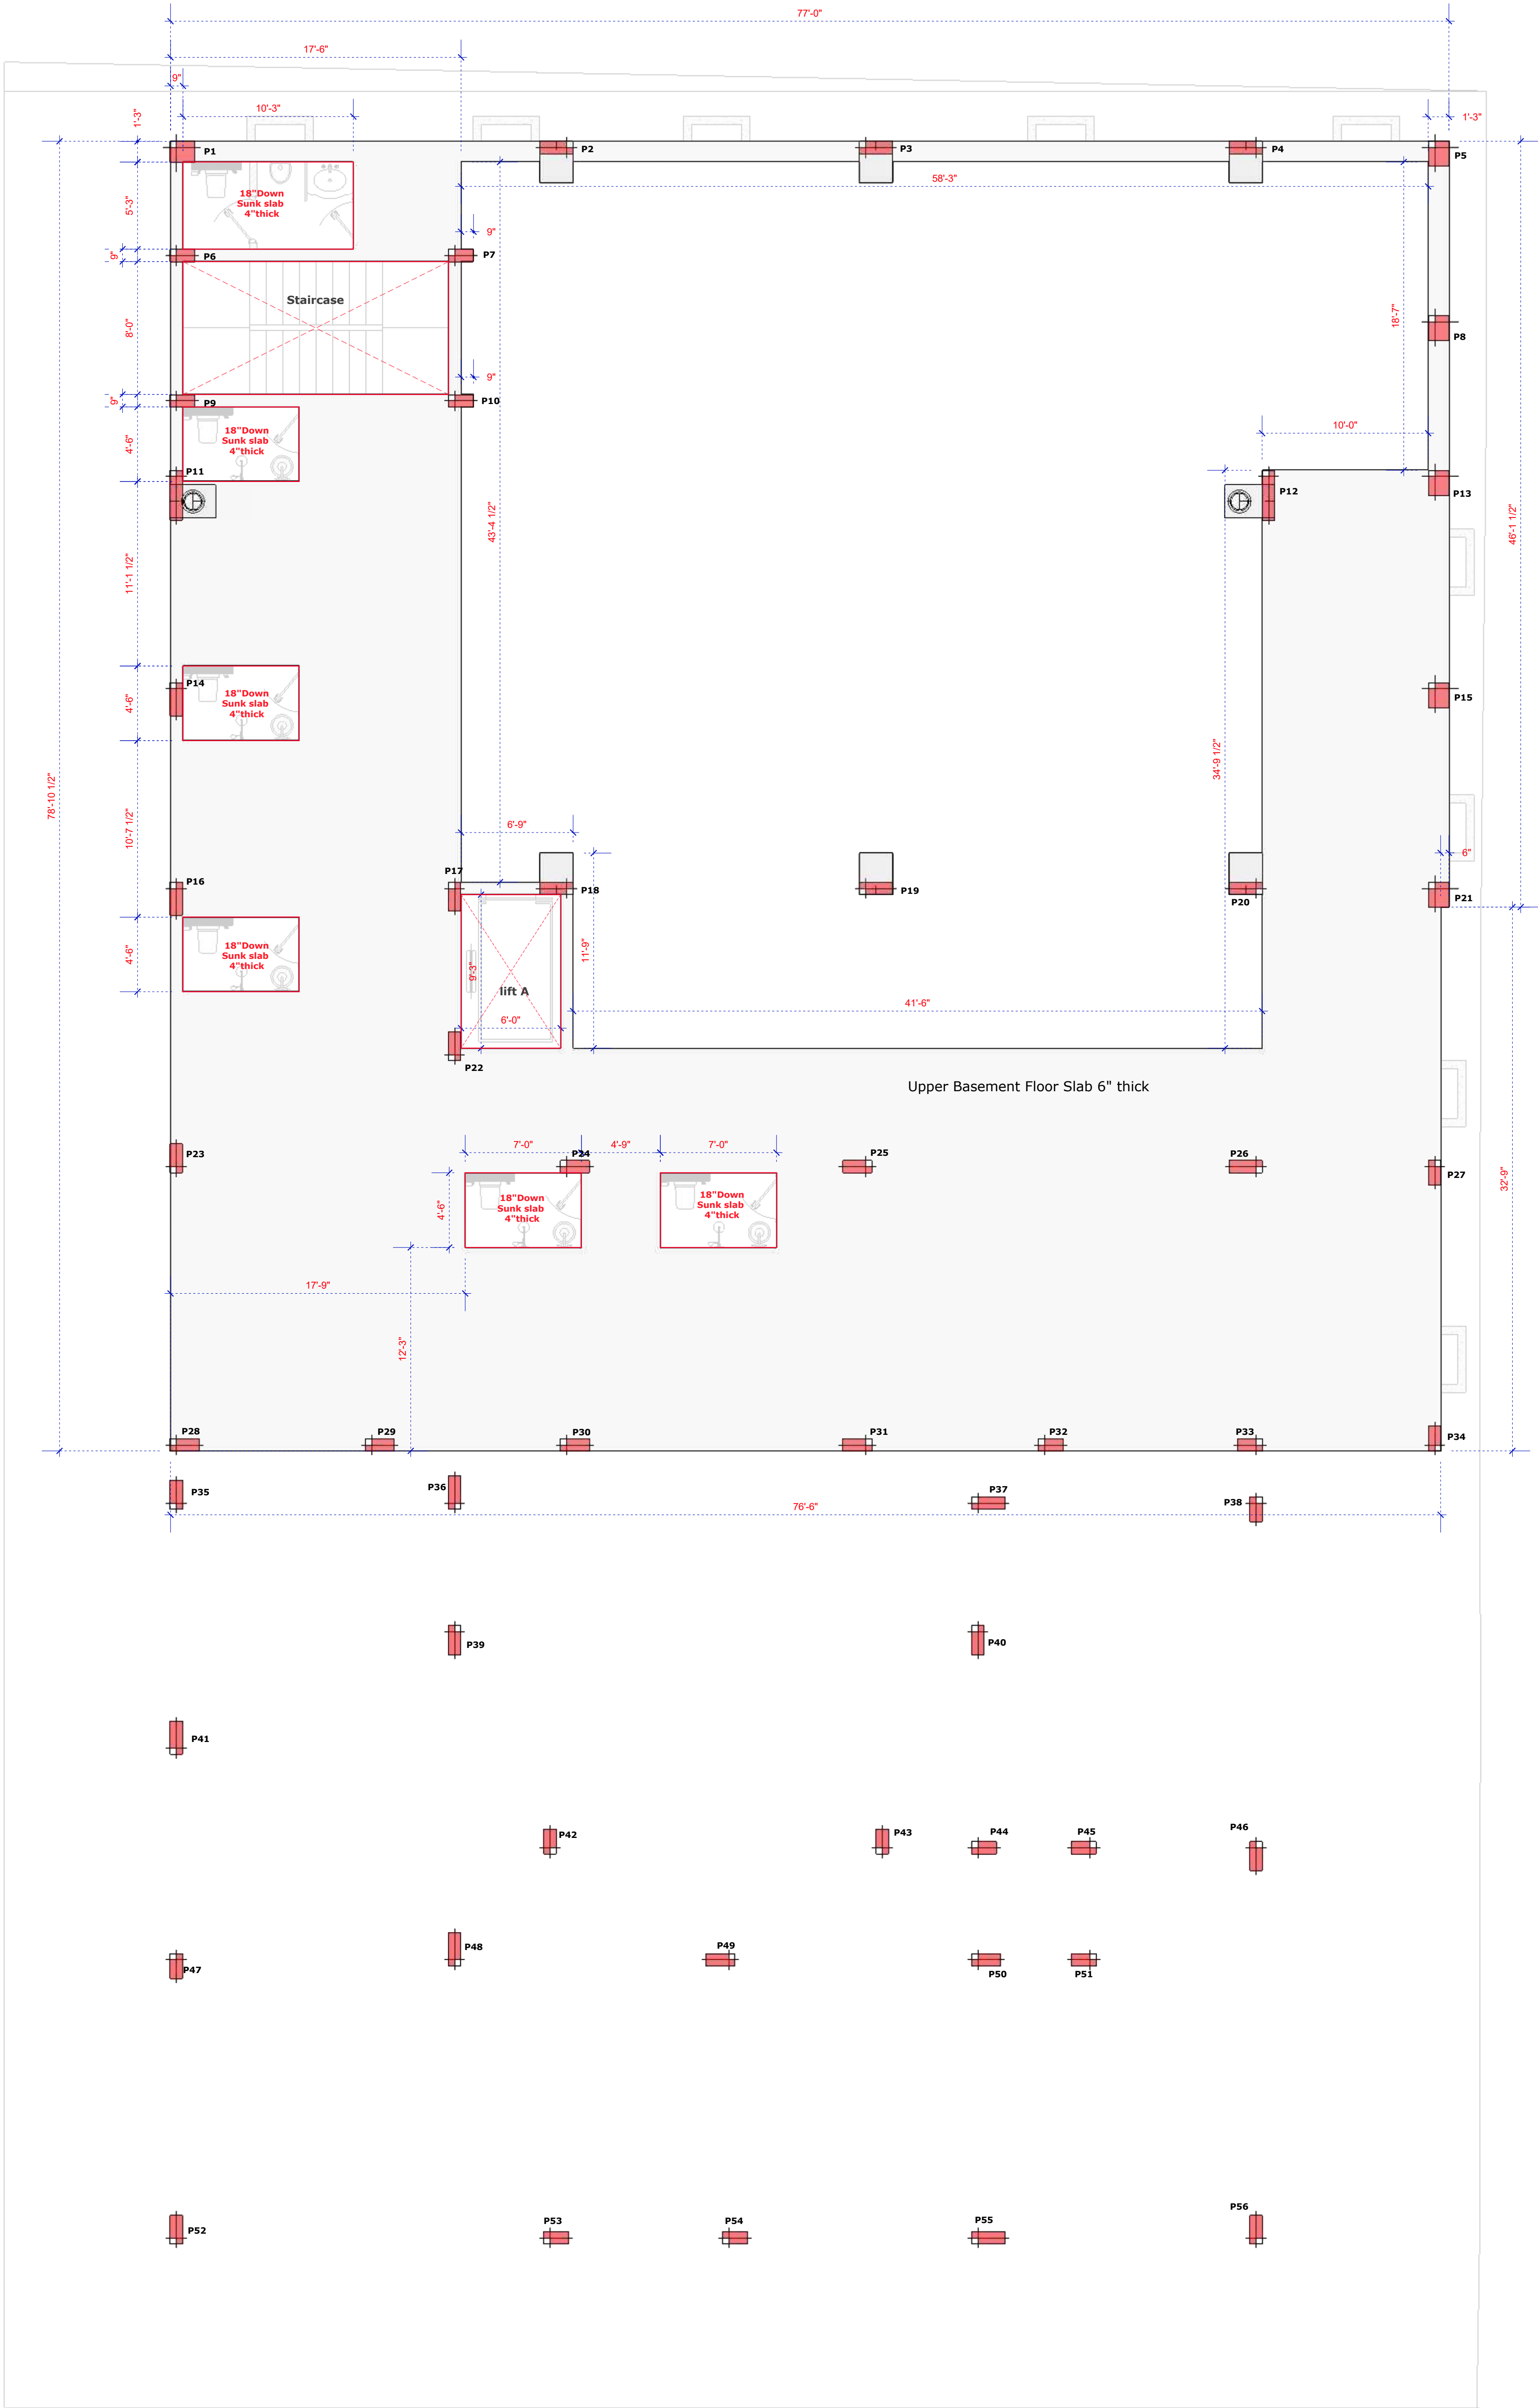 77'-0"
17'-6"
9"
10'-3"
1'-3"
1'-3"
P1
P2
P3
P4
P5
18"Down
Sunk slab
4"thick
5'-3"
58'-3"
9"
9"
P6
P7
Staircase
8'-0"
18'-7"
P8
9"
9"
P9
P10
4'-6"
18"Down
Sunk slab
4"thick
10'-0"
P11
P12
P13
43'-4 1/2"
46'-1 1/2"
11'-1 1/2"
P14
4'-6"
18"Down
Sunk slab
4"thick
P15
34'-9 1/2"
78'-10 1/2"
10'-7 1/2"
6'-9"
6"
P16
P17
P18
P19
P20
P21
4'-6"
18"Down
Sunk slab
4"thick
9'-3"
11'-9"
lift A
41'-6"
6'-0"
P22
Upper Basement Floor Slab 6" thick
7'-0"
4'-9"
7'-0"
P23
P24
P25
P26
P27
32'-9"
4'-6"
18"Down
Sunk slab
4"thick
18"Down
Sunk slab
4"thick
17'-9"
12'-3"
P28
P29
P30
P31
P32
P33
P34
P35
P36
P37
P38
76'-6"
P39
P40
P41
P42
P43
P44
P45
P46
P47
P48
P49
P50
P51
P52
P53
P54
P55
P56